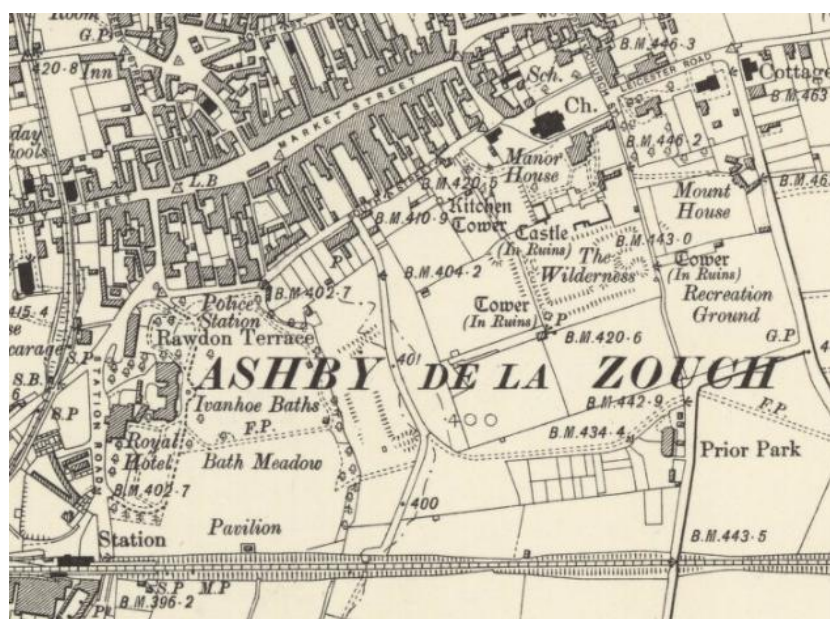 Room
G.P
420·8
Inn
L.B
MARKET STREET
STREET
Sch.
Ch.
B.M.446·3
LEICESTER ROAD
Cottage
B.M.463
B.M.446·2
Manor
House
B.M.420·5
Kitchen
Tower
B.M.410·9
Castle
(In Ruins)
The
Wilderness
B.M.443·0
Mount
House
Tower
(In Ruins)
Recreation
Ground
B.M.404·2
Tower
(In Ruins)
P
B.M.420·6
G.P
P
B.M.402·7
Police
Station
Rawdon Terrace
415·4
S.P
S.B.
S.P
STATION ROAD
401
ASHBY DE LA ZOUCH
Ivanhoe Baths
F.P
Royal
Hotel
Bath Meadow
B.M.402·7
B.M.442·9
F.P
B.M.434·4
Prior Park
400
Pavilion
Station
B.M.443·5
S.P M.P
B.M.396·2
P